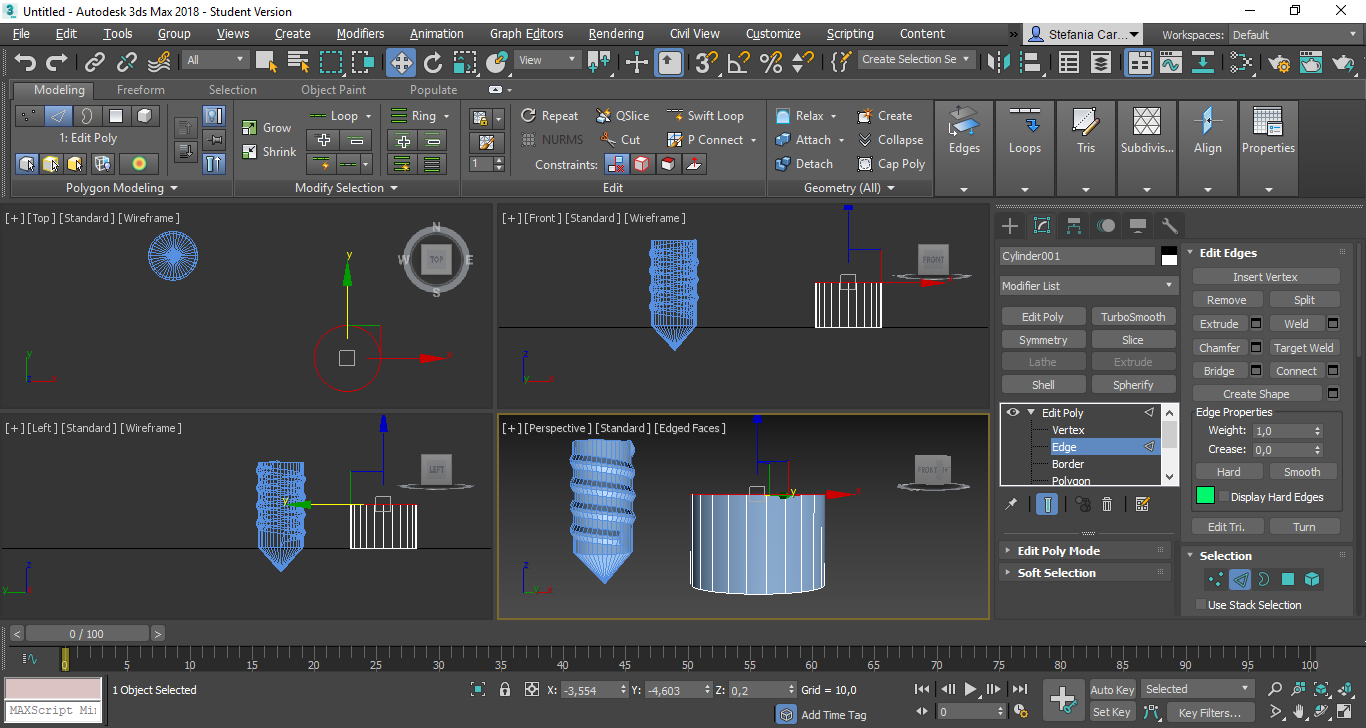 Untitled - Autodesk 3ds Max 2018 - Student Version
File Edit Tools Group Views Create Modifiers Animation Graph Editors Rendering Civil View Customize Scripting Content » Stefania Car... Workspaces: Default
All View Create Selection Se
Modeling Freeform Selection Object Paint Populate
1: Edit Poly
Polygon Modeling
Grow
Shrink
Loop Ring
Modify Selection
Repeat QSlice Swift Loop
NURMS Cut P Connect
1 Constraints:
Edit
Relax Create
Attach Collapse
Detach Cap Poly
Geometry (All)
Edges Loops Tris Subdivis... Align Properties
[+] [Top] [Standard] [Wireframe]
N
W TOP E
S
y
x
y
z x
[+] [Front] [Standard] [Wireframe]
FRONT
x
z
y x
[+] [Left] [Standard] [Wireframe]
LEFT
y
z
y
[+] [Perspective] [Standard] [Edged Faces]
FRONT
y x
z
Cylinder001
Modifier List
Edit Poly TurboSmooth
Symmetry Slice
Lathe Extrude
Shell Spherify
Edit Poly
Vertex
Edge
Border
Polygon
Edit Poly Mode
Soft Selection
Edit Edges
Insert Vertex
Remove Split
Extrude Weld
Chamfer Target Weld
Bridge Connect
Create Shape
Edge Properties
Weight: 1,0
Crease: 0,0
Hard Smooth
Display Hard Edges
Edit Tri. Turn
Selection
Use Stack Selection
< 0 / 100 >
0 5 10 15 20 25 30 35 40 45 50 55 60 65 70 75 80 85 90 95 100
MAXScript Mi
1 Object Selected
X: -3,554 Y: -4,603 Z: 0,2 Grid = 10,0
Add Time Tag
0
Auto Key Selected
Set Key Key Filters...